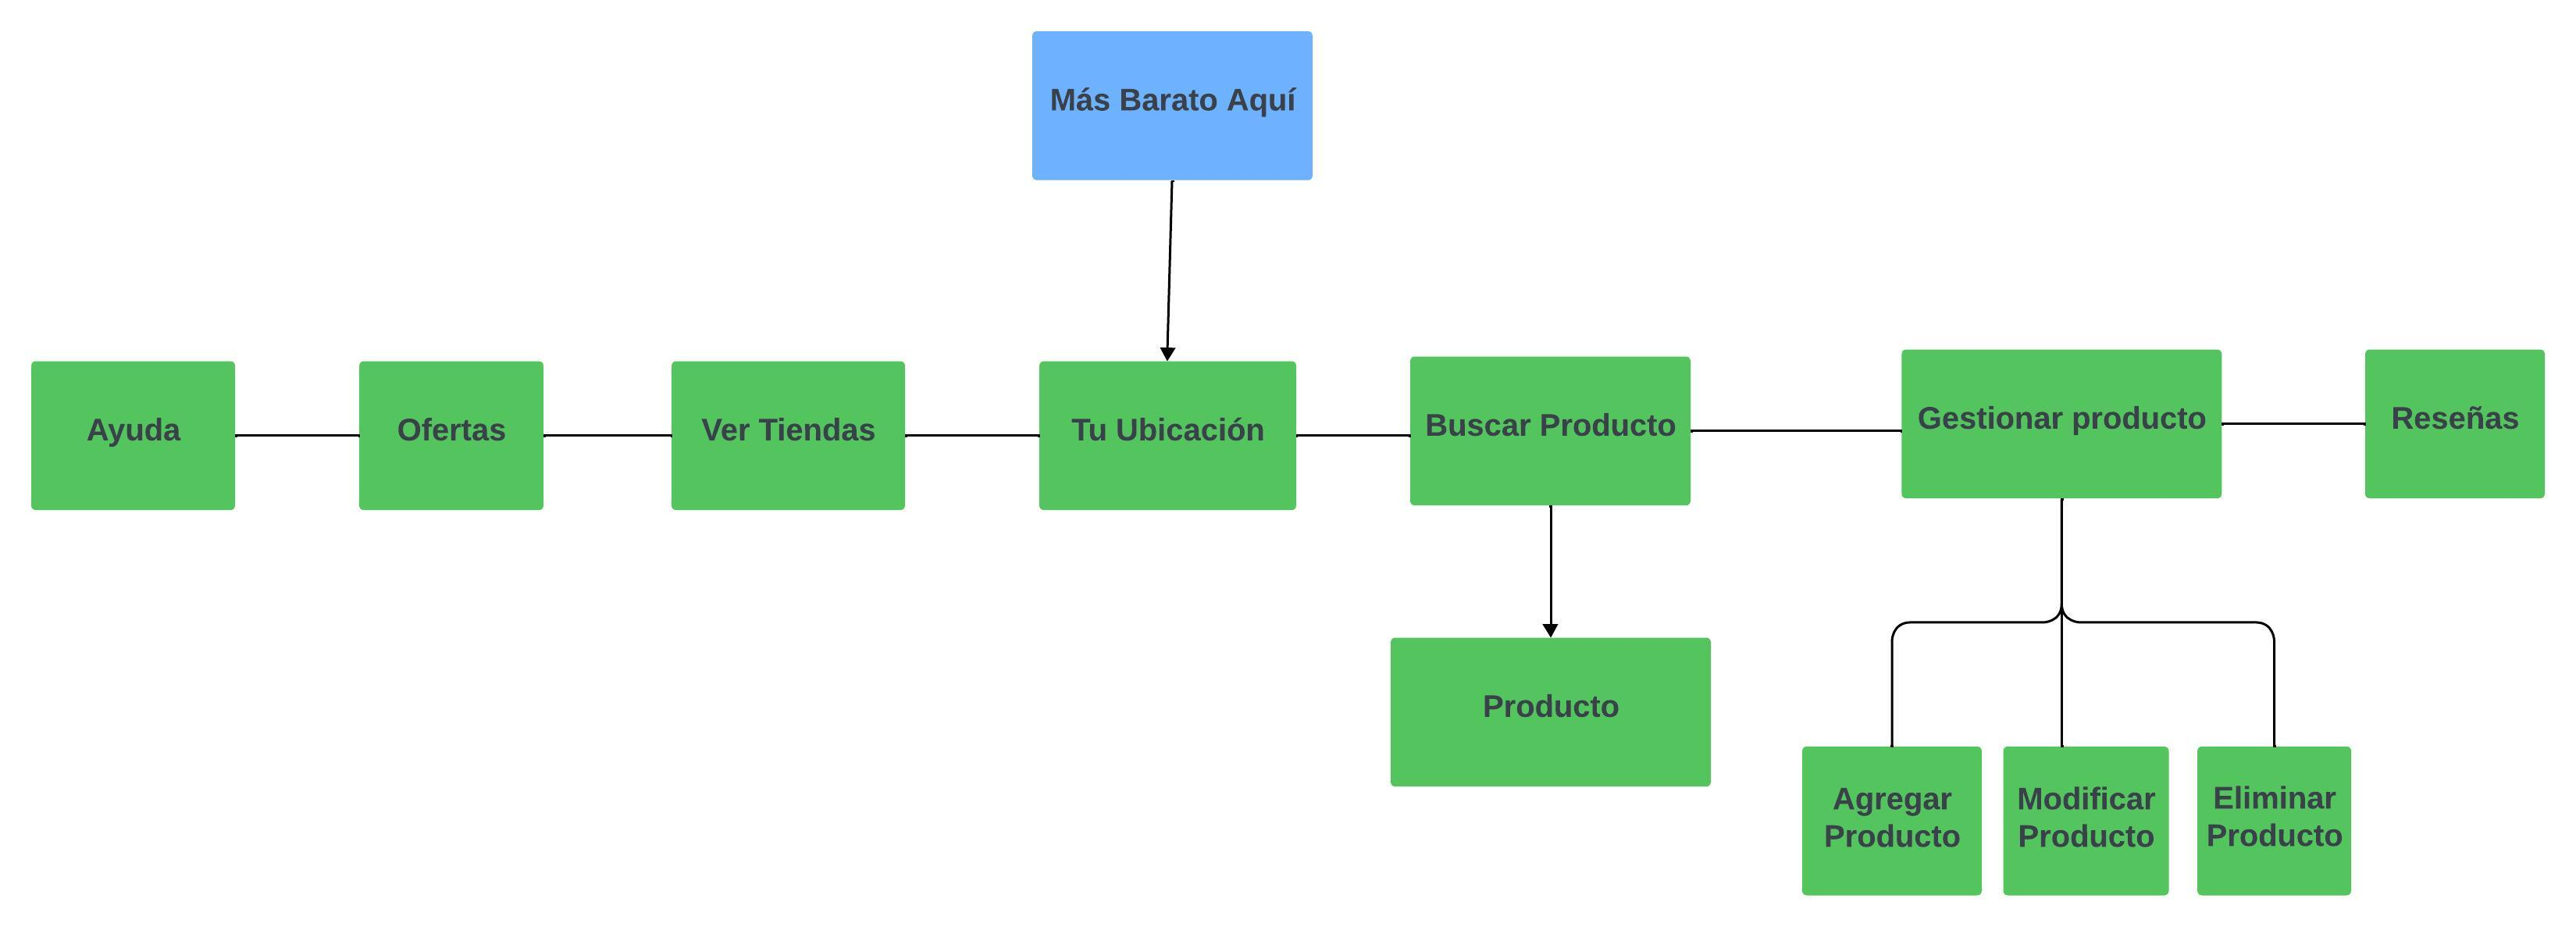 Más Barato Aquí
Ayuda
Ofertas
Ver Tiendas
Tu Ubicación
Buscar Producto
Gestionar producto
Reseñas
Producto
Agregar
Producto
Modificar
Producto
Eliminar
Producto